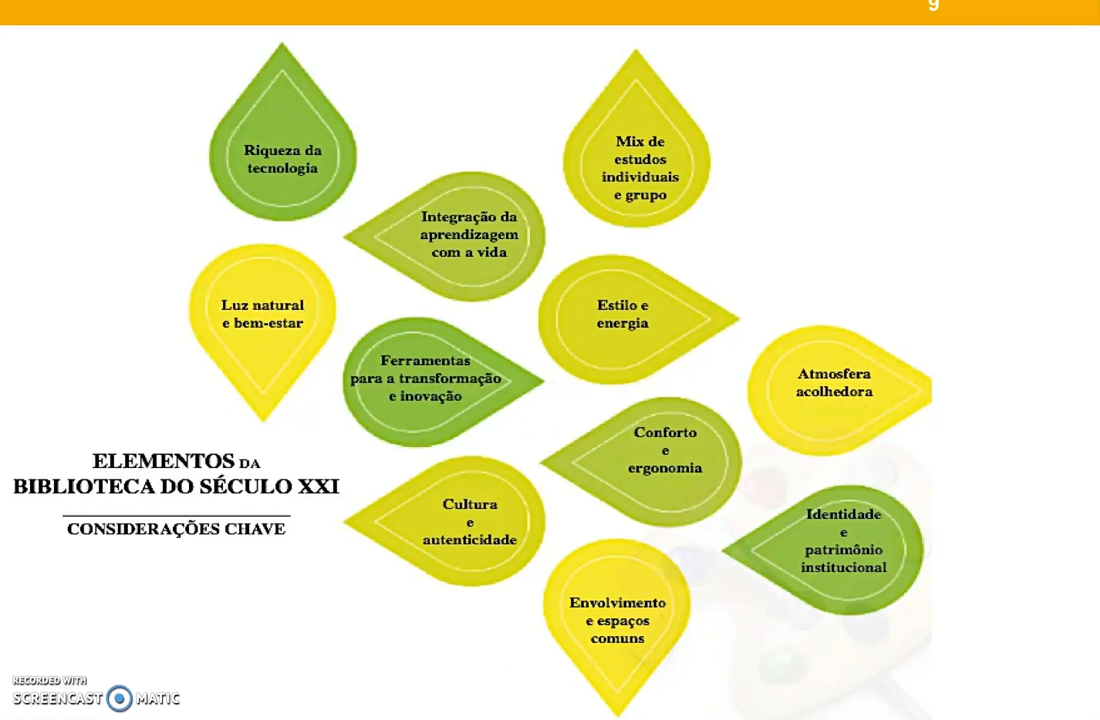 9
Riqueza da
tecnologia
Mix de
estudos
individuais
e grupo
Integração da
aprendizagem
com a vida
Luz natural
e bem-estar
Estilo e
energia
Ferramentas
para a transformação
e inovação
Atmosfera
acolhedora
Conforto
e
ergonomia
ELEMENTOS DA
BIBLIOTECA DO SÉCULO XXI
CONSIDERAÇÕES CHAVE
Cultura
e
autenticidade
Identidade
e
patrimônio
institucional
Envolvimento
e espaços
comuns
RECORDED WITH
SCREENCAST MATIC